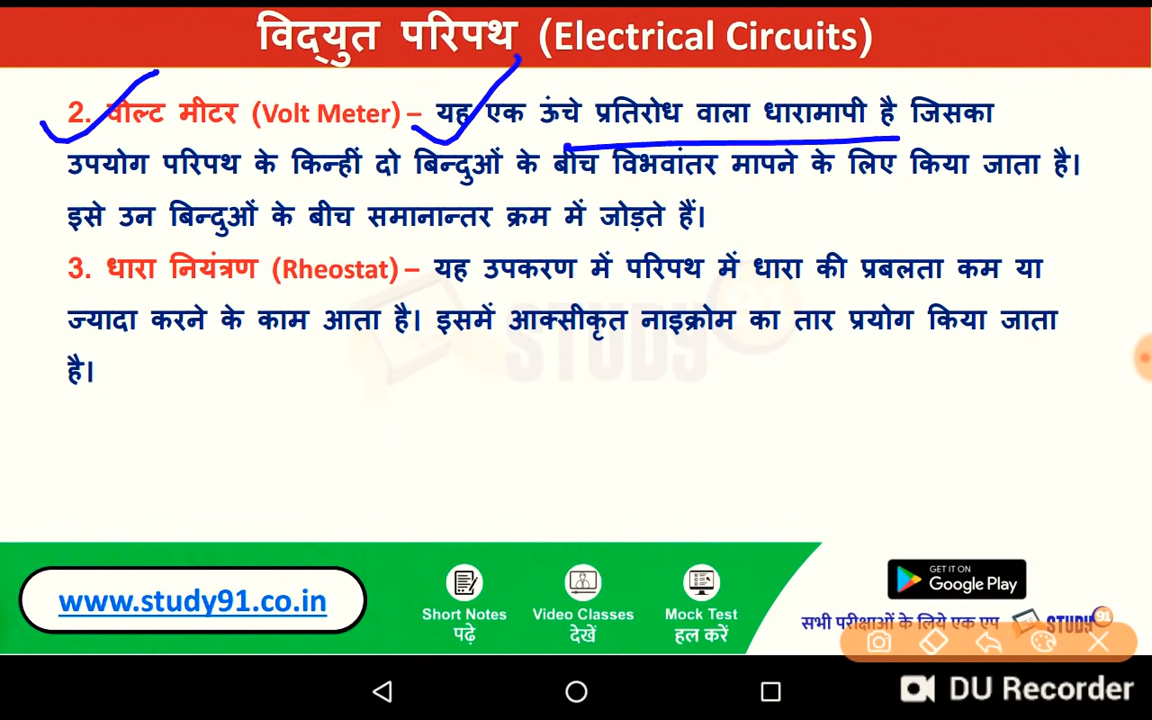 विद्युत परिपथ (Electrical Circuits)
2. वोल्ट मीटर (Volt Meter) – यह एक ऊंचे प्रतिरोध वाला धारामापी है जिसका
उपयोग परिपथ के किन्हीं दो बिन्दुओं के बीच विभवांतर मापने के लिए किया जाता है।
इसे उन बिन्दुओं के बीच समानान्तर क्रम में जोड़ते हैं।
3. धारा नियंत्रण (Rheostat) – यह उपकरण में परिपथ में धारा की प्रबलता कम या
ज्यादा करने के काम आता है। इसमें आक्सीकृत नाइक्रोम का तार प्रयोग किया जाता
है।
STUDY
www.study91.co.in
Short Notes
पढ़े
Video Classes
देखें
Mock Test
हल करें
GET IT ON
Google Play
सभी परीक्षाओं के लिये एक एप
STUDY 91
DU Recorder